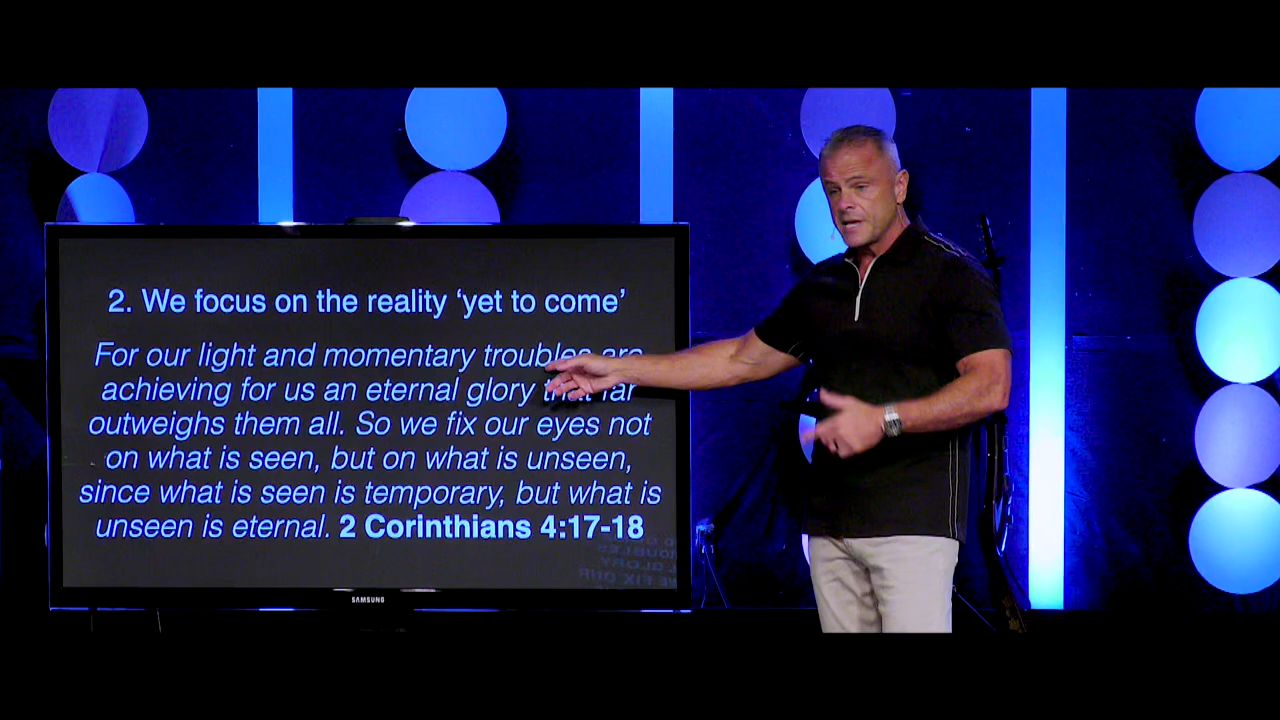 2. We focus on the reality ‘yet to come’
For our light and momentary troubles are
achieving for us an eternal glory that far
outweighs them all. So we fix our eyes not
on what is seen, but on what is unseen,
since what is seen is temporary, but what is
unseen is eternal. 2 Corinthians 4:17-18
SAMSUNG